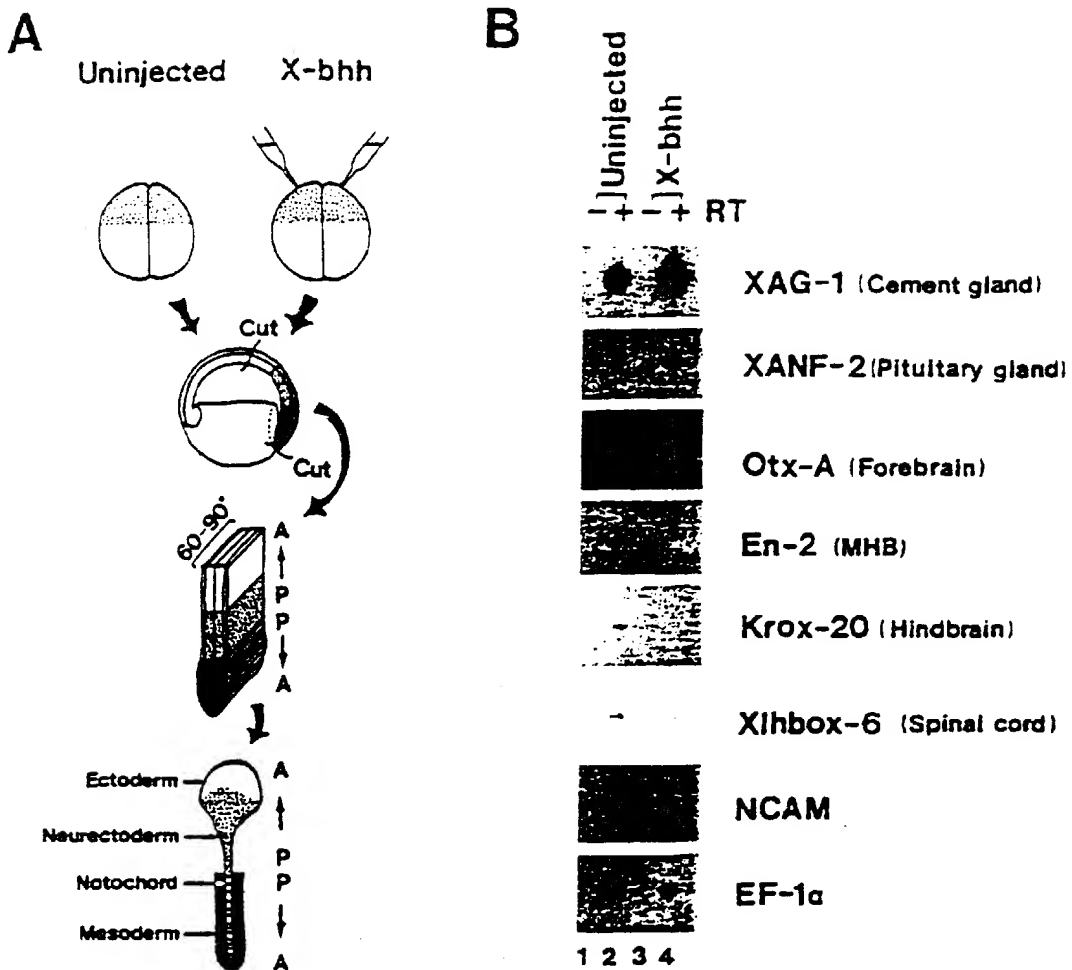 A
Uninjected X-bhh
Cut
Cut
60-90°
A
P
P
A
Ectoderm
Neurectoderm
Notochord
Mesoderm
A
P
P
A
B
Uninjected
X-bhh
- + - + RT
XAG-1 (Cement gland)
XANF-2 (Pituitary gland)
Otx-A (Forebrain)
En-2 (MHB)
Krox-20 (Hindbrain)
Xlhbox-6 (Spinal cord)
NCAM
EF-1α
1 2 3 4